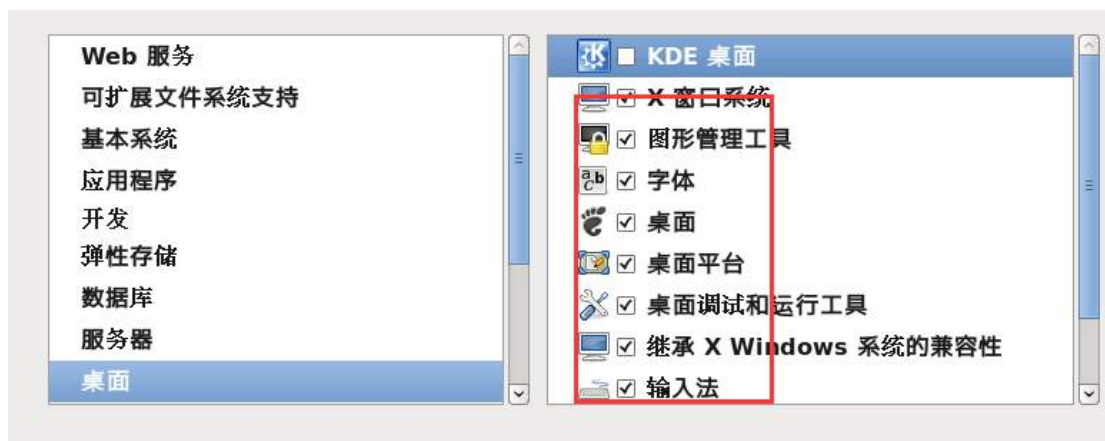 Web 服务
可扩展文件系统支持
基本系统
应用程序
开发
弹性存储
数据库
服务器
桌面
KDE 桌面
X 窗口系统
图形管理工具
字体
桌面
桌面平台
桌面调试和运行工具
继承 X Windows 系统的兼容性
输入法